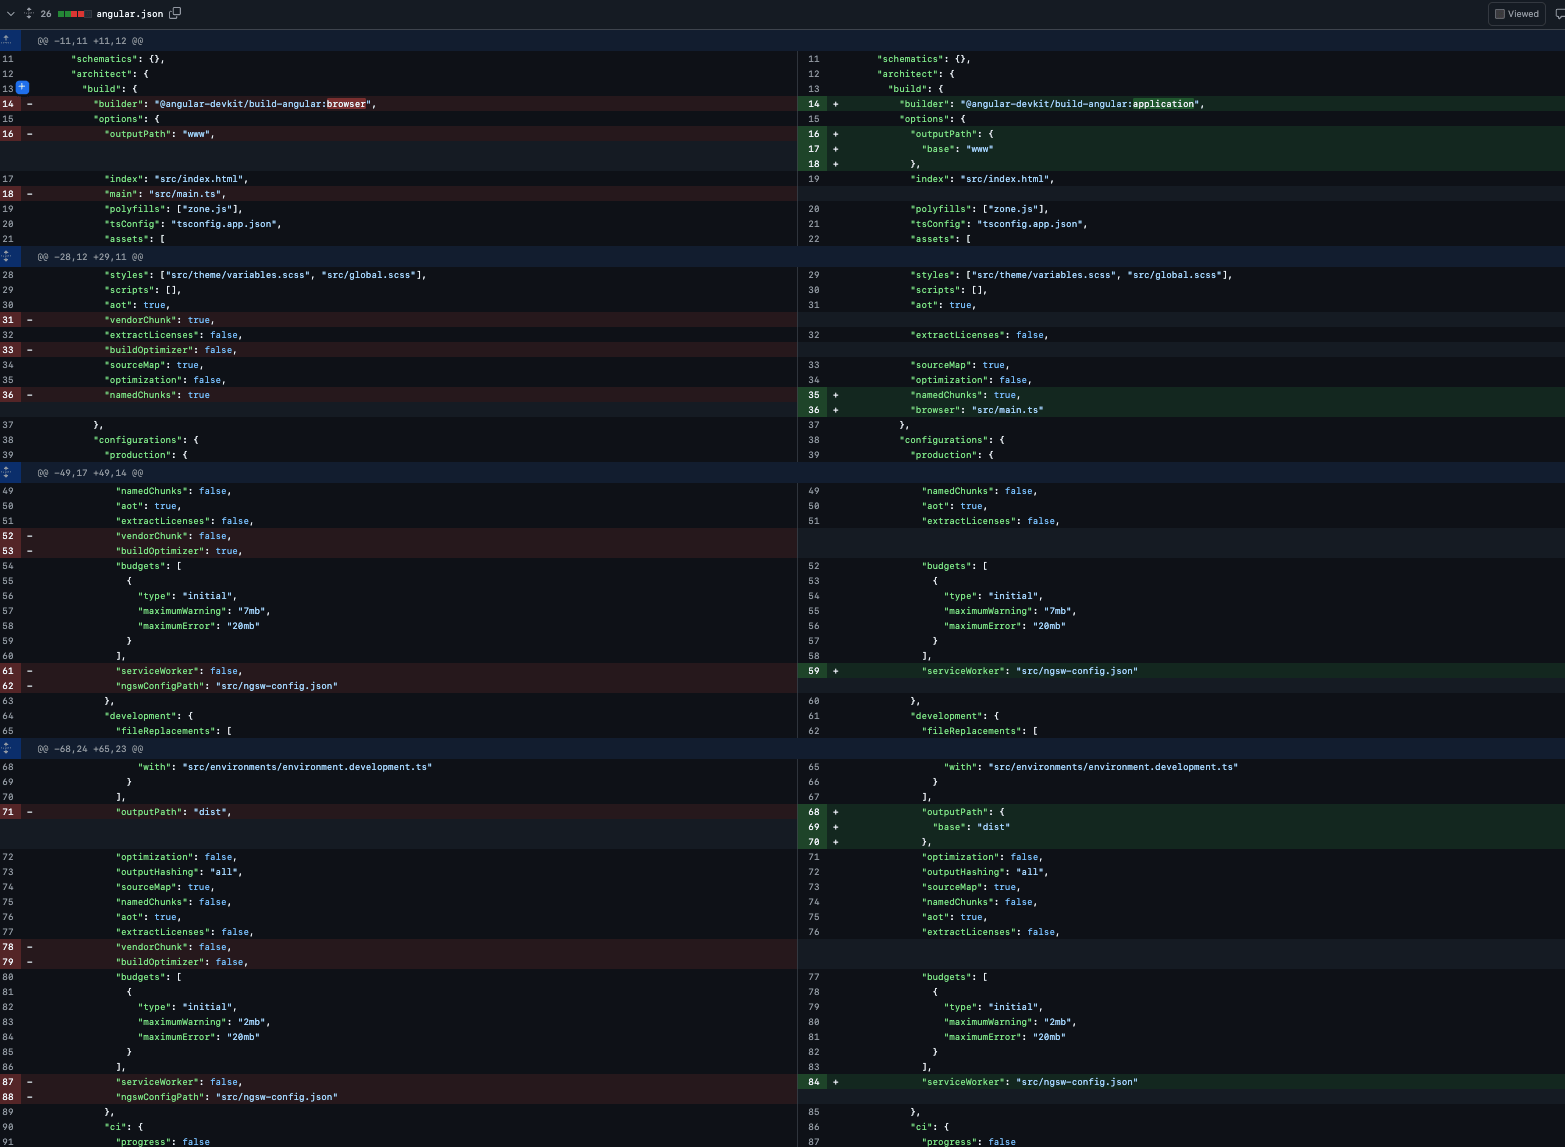 26 angular.json Viewed
@@ -11,11 +11,12 @@
11 "schematics": {}, 11 "schematics": {},
12 "architect": { 12 "architect": {
13 + "build": { 13 "build": {
14 - "builder": "@angular-devkit/build-angular:browser", 14 + "builder": "@angular-devkit/build-angular:application",
15 "options": { 15 "options": {
16 - "outputPath": "www", 16 + "outputPath": {
17 + "base": "www"
18 + },
17 "index": "src/index.html", 19 "index": "src/index.html",
18 - "main": "src/main.ts",
19 "polyfills": ["zone.js"], 20 "polyfills": ["zone.js"],
20 "tsConfig": "tsconfig.app.json", 21 "tsConfig": "tsconfig.app.json",
21 "assets": [ 22 "assets": [
@@ -28,12 +29,11 @@
28 "styles": ["src/theme/variables.scss", "src/global.scss"], 29 "styles": ["src/theme/variables.scss", "src/global.scss"],
29 "scripts": [], 30 "scripts": [],
30 "aot": true, 31 "aot": true,
31 - "vendorChunk": true,
32 "extractLicenses": false, 32 "extractLicenses": false,
33 - "buildOptimizer": false,
34 "sourceMap": true, 33 "sourceMap": true,
35 "optimization": false, 34 "optimization": false,
36 - "namedChunks": true 35 + "namedChunks": true,
36 + "browser": "src/main.ts"
37 }, 37 },
38 "configurations": { 38 "configurations": {
39 "production": { 39 "production": {
@@ -49,17 +49,14 @@
49 "namedChunks": false, 49 "namedChunks": false,
50 "aot": true, 50 "aot": true,
51 "extractLicenses": false, 51 "extractLicenses": false,
52 - "vendorChunk": false,
53 - "buildOptimizer": true,
54 "budgets": [ 52 "budgets": [
55 { 53 {
56 "type": "initial", 54 "type": "initial",
57 "maximumWarning": "7mb", 55 "maximumWarning": "7mb",
58 "maximumError": "20mb" 56 "maximumError": "20mb"
59 } 57 }
60 ], 58 ],
61 - "serviceWorker": false, 59 + "serviceWorker": "src/ngsw-config.json"
62 - "ngswConfigPath": "src/ngsw-config.json"
63 }, 60 },
64 "development": { 61 "development": {
65 "fileReplacements": [ 62 "fileReplacements": [
@@ -68,24 +65,23 @@
68 "with": "src/environments/environment.development.ts" 65 "with": "src/environments/environment.development.ts"
69 } 66 }
70 ], 67 ],
71 - "outputPath": "dist", 68 + "outputPath": {
69 + "base": "dist"
70 + },
72 "optimization": false, 71 "optimization": false,
73 "outputHashing": "all", 72 "outputHashing": "all",
74 "sourceMap": true, 73 "sourceMap": true,
75 "namedChunks": false, 74 "namedChunks": false,
76 "aot": true, 75 "aot": true,
77 "extractLicenses": false, 76 "extractLicenses": false,
78 - "vendorChunk": false,
79 - "buildOptimizer": false,
80 "budgets": [ 77 "budgets": [
81 { 78 {
82 "type": "initial", 79 "type": "initial",
83 "maximumWarning": "2mb", 80 "maximumWarning": "2mb",
84 "maximumError": "20mb" 81 "maximumError": "20mb"
85 } 82 }
86 ], 83 ],
87 - "serviceWorker": false, 84 + "serviceWorker": "src/ngsw-config.json"
88 - "ngswConfigPath": "src/ngsw-config.json"
89 }, 85 },
90 "ci": { 86 "ci": {
91 "progress": false 87 "progress": false